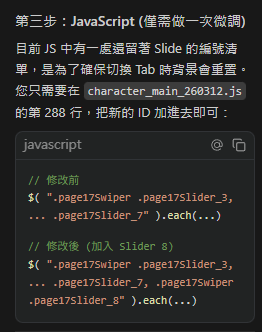 第三步：JavaScript (僅需做一次微調)
目前 JS 中有一處還留著 Slide 的編號清
單，是為了確保切換 Tab 時背景會重置。
您只需要在 character_main_260312.js
的第 288 行，把新的 ID 加進去即可：
javascript
// 修改前
$( ".page17Swiper .page17Slider_3,
... .page17Slider_7" ).each(...)
// 修改後 (加入 Slider 8)
$( ".page17Swiper .page17Slider_3,
... .page17Slider_7, .page17Swiper
.page17Slider_8" ).each(...)